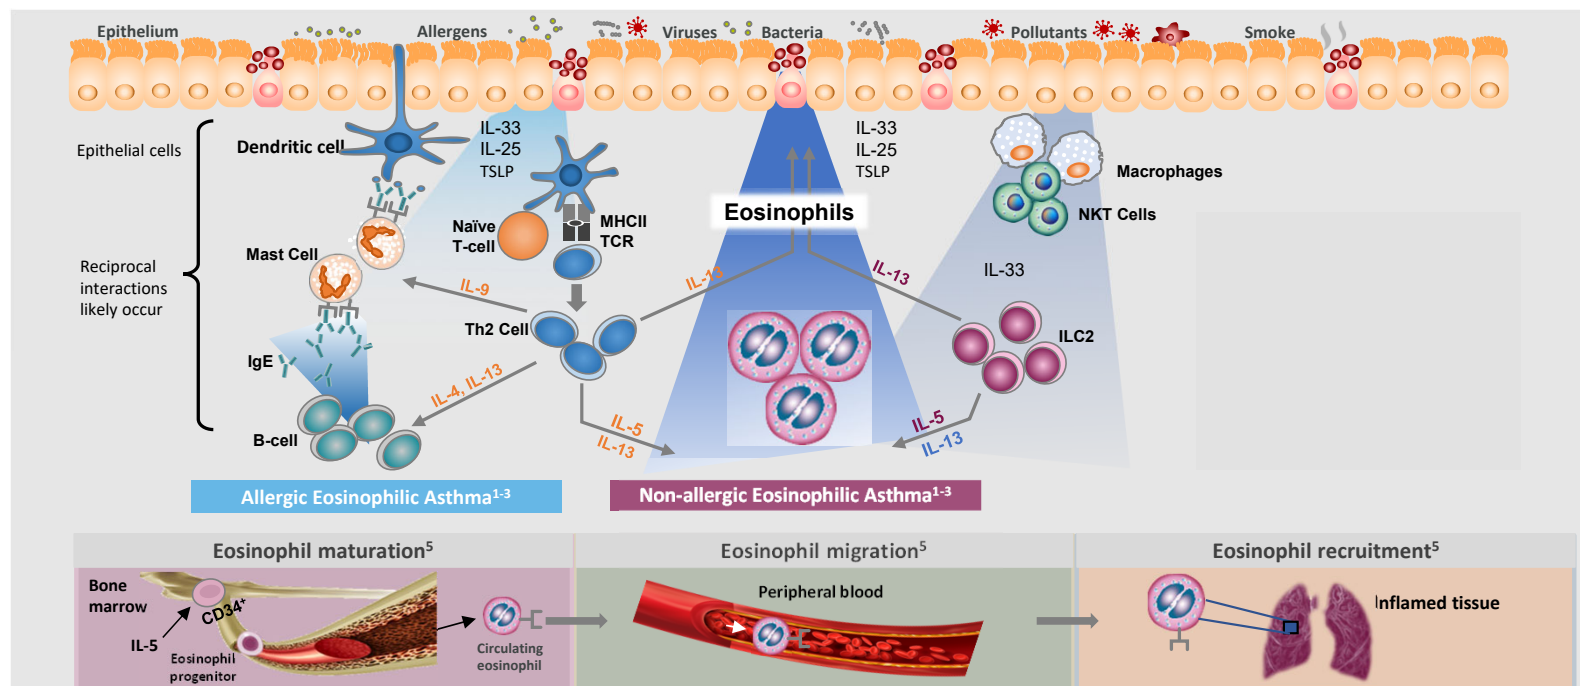 Epithelium
Allergens
Viruses
Bacteria
Pollutants
Smoke
Epithelial cells
Dendritic cell
IL-33
IL-25
TSLP
IL-33
IL-25
TSLP
Macrophages
NKT Cells
Eosinophils
Naïve
T-cell
MHCII
TCR
Mast Cell
Reciprocal
interactions
likely occur
IL-9
IL-13
IL-13
IL-33
Th2 Cell
ILC2
IgE
IL-4, IL-13
B-cell
IL-5
IL-13
IL-5
IL-13
Allergic Eosinophilic Asthma1-3
Non-allergic Eosinophilic Asthma1-3
Eosinophil maturation5
Eosinophil migration5
Eosinophil recruitment5
Bone
marrow
CD34+
IL-5
Eosinophil
progenitor
Circulating
eosinophil
Peripheral blood
Inflamed tissue